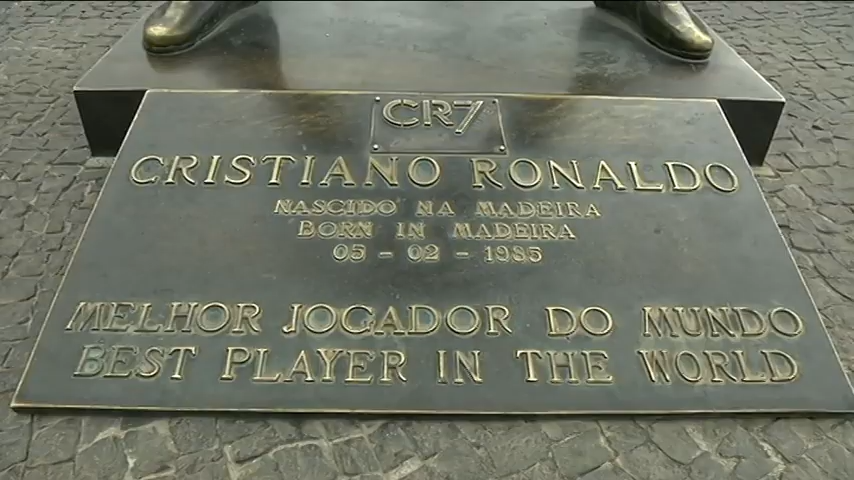 CR7
CRISTIANO RONALDO
NASCIDO NA MADEIRA
BORN IN MADEIRA
05 - 02 - 1985
MELHOR JOGADOR DO MUNDO
BEST PLAYER IN THE WORLD